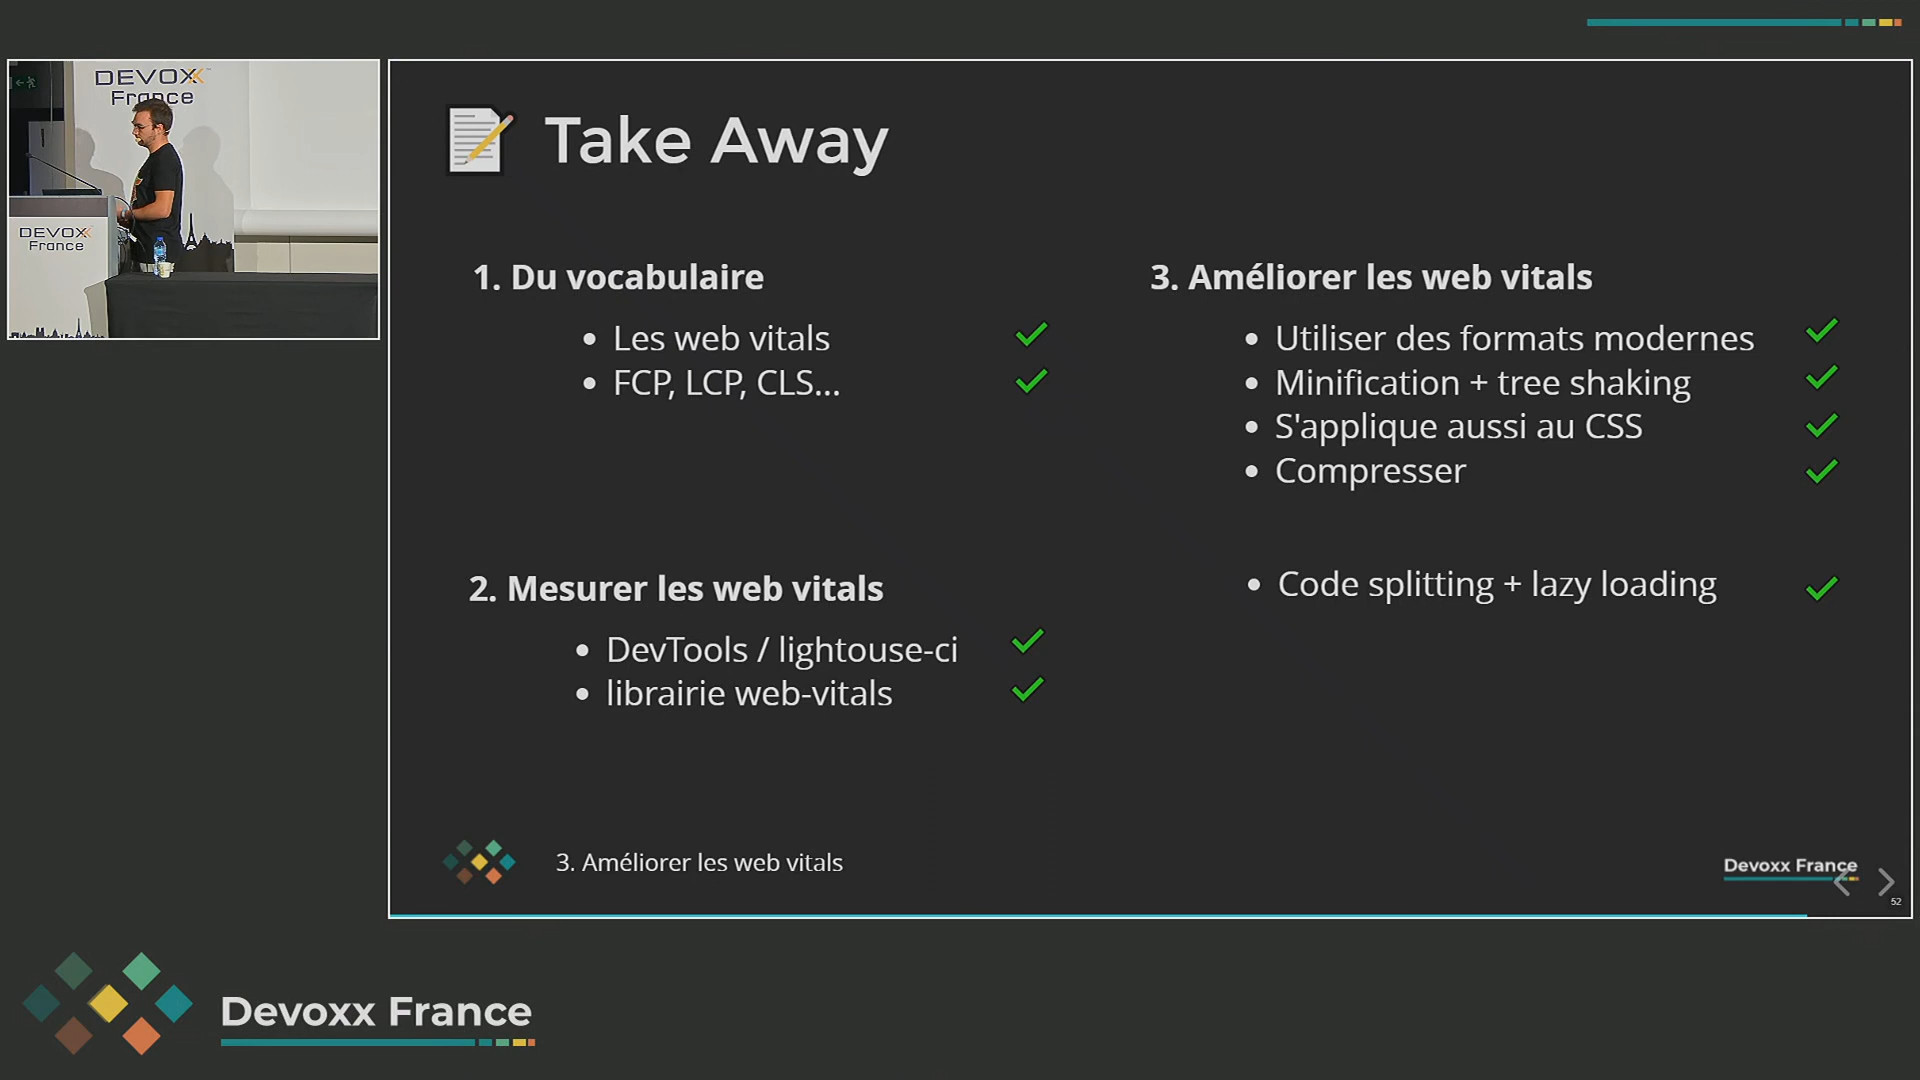 DEVOXX
France
DEVOXX
France
Take Away
1. Du vocabulaire
• Les web vitals
• FCP, LCP, CLS...
2. Mesurer les web vitals
• DevTools / lightouse-ci
• librairie web-vitals
3. Améliorer les web vitals
• Utiliser des formats modernes
• Minification + tree shaking
• S'applique aussi au CSS
• Compresser
• Code splitting + lazy loading
3. Améliorer les web vitals
Devoxx France
52
Devoxx France